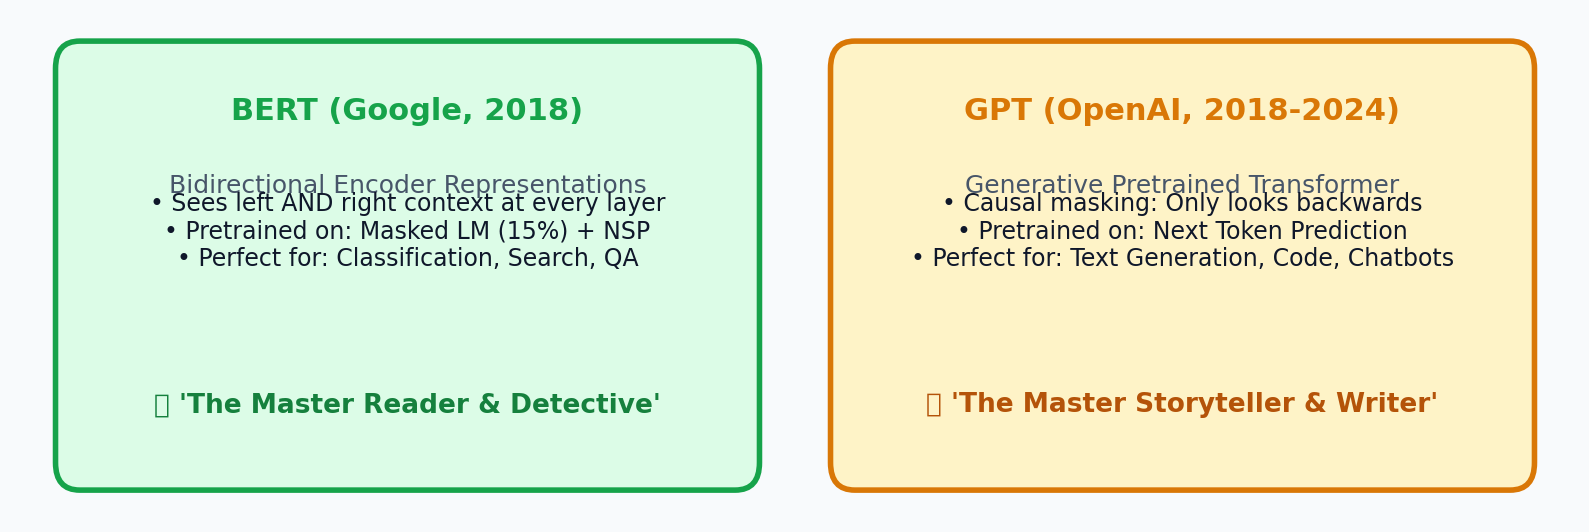 BERT (Google, 2018)
Bidirectional Encoder Representations
• Sees left AND right context at every layer
• Pretrained on: Masked LM (15%) + NSP
• Perfect for: Classification, Search, QA
'The Master Reader & Detective'
GPT (OpenAI, 2018-2024)
Generative Pretrained Transformer
• Causal masking: Only looks backwards
• Pretrained on: Next Token Prediction
• Perfect for: Text Generation, Code, Chatbots
'The Master Storyteller & Writer'